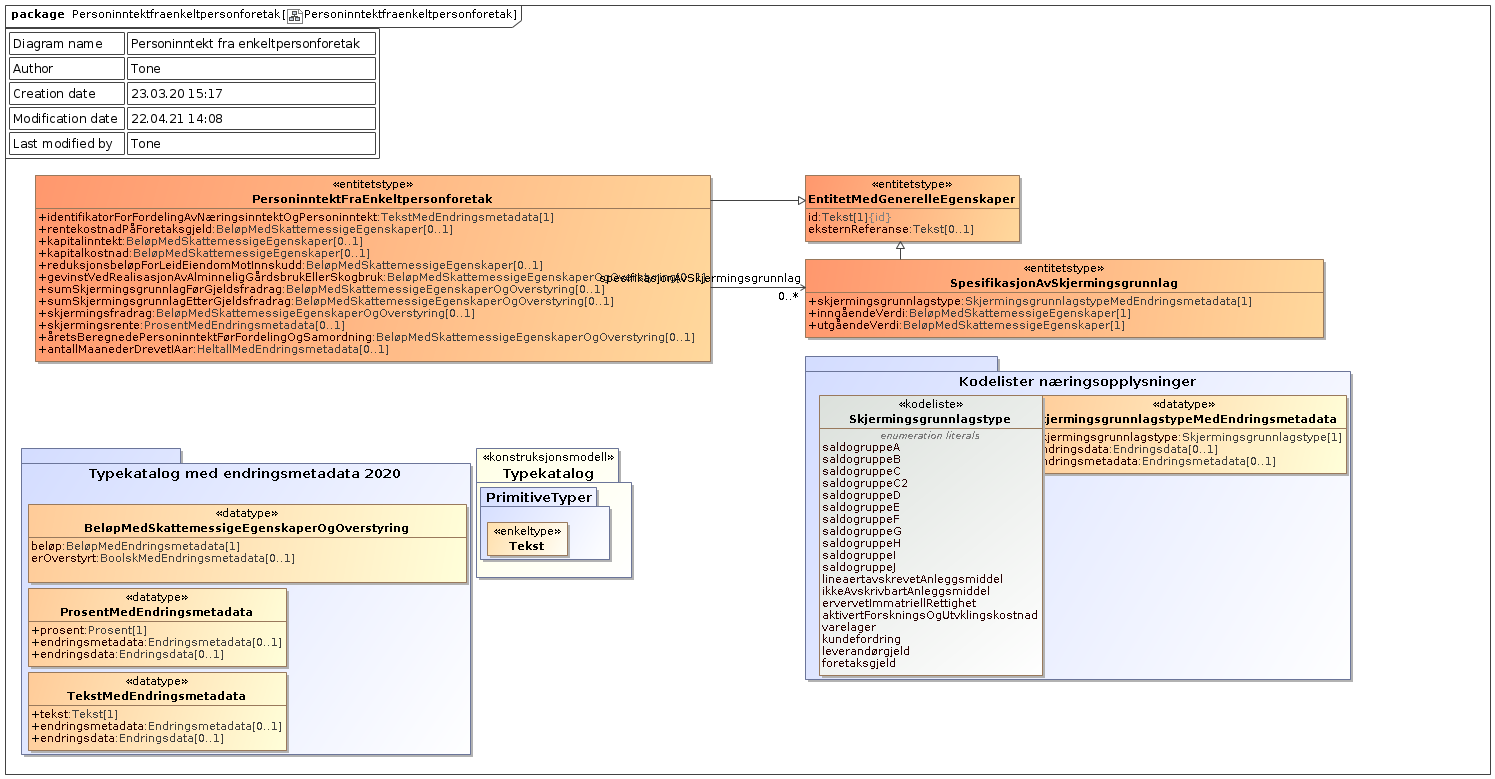 package Personinntektfraenkeltpersonforetak[ Personinntektfraenkeltpersonforetak]
Diagram name Personinntekt fra enkeltpersonforetak
Author Tone
Creation date 23.03.20 15:17
Modification date 22.04.21 14:08
Last modified by Tone
«entitetstype»
PersoninntektFraEnkeltpersonforetak
+identifikatorForFordelingAvNæringsinntektOgPersoninntekt:TekstMedEndringsmetadata[1]
+rentekostnadPåForetaksgjeld:BeløpMedSkattemessigeEgenskaper[0..1]
+kapitalinntekt:BeløpMedSkattemessigeEgenskaper[0..1]
+kapitalkostnad:BeløpMedSkattemessigeEgenskaper[0..1]
+reduksjonsbeløpForLeidEiendomMotInnskudd:BeløpMedSkattemessigeEgenskaper[0..1]
+gevinstVedRealisasjonAvAlminneligGårdsbrukEllerSkogbruk:BeløpMedSkattemessigeEgenskaperOgOverstyring[0..1]
+sumSkjermingsgrunnlagFørGjeldsfradrag:BeløpMedSkattemessigeEgenskaperOgOverstyring[0..1]
+sumSkjermingsgrunnlagEtterGjeldsfradrag:BeløpMedSkattemessigeEgenskaperOgOverstyring[0..1]
+skjermingsfradrag:BeløpMedSkattemessigeEgenskaperOgOverstyring[0..1]
+skjermingsrente:ProsentMedEndringsmetadata[0..1]
+åretsBeregnedePersoninntektFørFordelingOgSamordning:BeløpMedSkattemessigeEgenskaperOgOverstyring[0..1]
+antallMaanederDrevetIAar:HeltallMedEndringsmetadata[0..1]
spesifikasjonAvSkjermingsgrunnlag
0..*
«entitetstype»
EntitetMedGenerelleEgenskaper
id:Tekst[1]{id}
eksternReferanse:Tekst[0..1]
«entitetstype»
SpesifikasjonAvSkjermingsgrunnlag
+skjermingsgrunnlagstype:SkjermingsgrunnlagstypeMedEndringsmetadata[1]
+inngåendeVerdi:BeløpMedSkattemessigeEgenskaper[1]
+utgåendeVerdi:BeløpMedSkattemessigeEgenskaper[1]
Kodelister næringsopplysninger
«kodeliste»
Skjermingsgrunnlagstype
enumeration literals
saldogruppeA
saldogruppeB
saldogruppeC
saldogruppeC2
saldogruppeD
saldogruppeE
saldogruppeF
saldogruppeG
saldogruppeH
saldogruppeI
saldogruppeJ
lineaertavskrevetAnleggsmiddel
ikkeAvskrivbartAnleggsmiddel
ervervetImmatriellRettighet
aktivertForskningsOgUtvklingskostnad
varelager
kundefordring
leverandørgjeld
foretaksgjeld
«datatype»
kjermingsgrunnlagstypeMedEndringsmetadata
kjermingsgrunnlagstype:Skjermingsgrunnlagstype[1]
ndringsdata:Endringsdata[0..1]
ndringsmetadata:Endringsmetadata[0..1]
Typekatalog med endringsmetadata 2020
«datatype»
BeløpMedSkattemessigeEgenskaperOgOverstyring
beløp:BeløpMedEndringsmetadata[1]
erOverstyrt:BoolskMedEndringsmetadata[0..1]
«datatype»
ProsentMedEndringsmetadata
+prosent:Prosent[1]
+endringsmetadata:Endringsmetadata[0..1]
+endringsdata:Endringsdata[0..1]
«datatype»
TekstMedEndringsmetadata
+tekst:Tekst[1]
+endringsmetadata:Endringsmetadata[0..1]
+endringsdata:Endringsdata[0..1]
«konstruksjonsmodell»
Typekatalog
PrimitiveTyper
«enkeltype»
Tekst